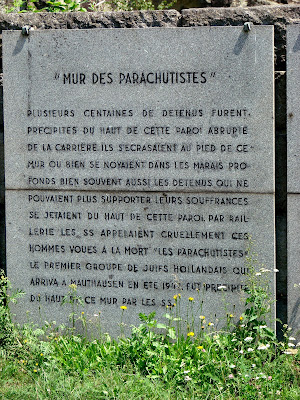 "MUR DES PARACHUTISTES"
PLUSIEURS CENTAINES DE DETENUS FURENT
PRECIPITES DU HAUT DE CETTE PAROI ABRUPTE
DE LA CARRIERE. ILS S'ECRASAIENT AU PIED DE CE
MUR OU BIEN SE NOYAIENT DANS LES MARAIS PRO-
FONDS BIEN SOUVENT AUSSI LES DETENUS QUI NE
POUVAIENT PLUS SUPPORTER LEURS SOUFFRANCES
SE JETAIENT DU HAUT DE CETTE PAROI. PAR RAIL-
LERIE LES SS APPELAIENT CRUELLEMENT CES
HOMMES VOUES A LA MORT "LES PARACHUTISTES"
LE PREMIER GROUPE DE JUIFS HOLLANDAIS QUI
ARRIVA A MAUTHAUSEN EN ETE FUT PRECIPITE
DU HAUT DE CE MUR PAR LES SS